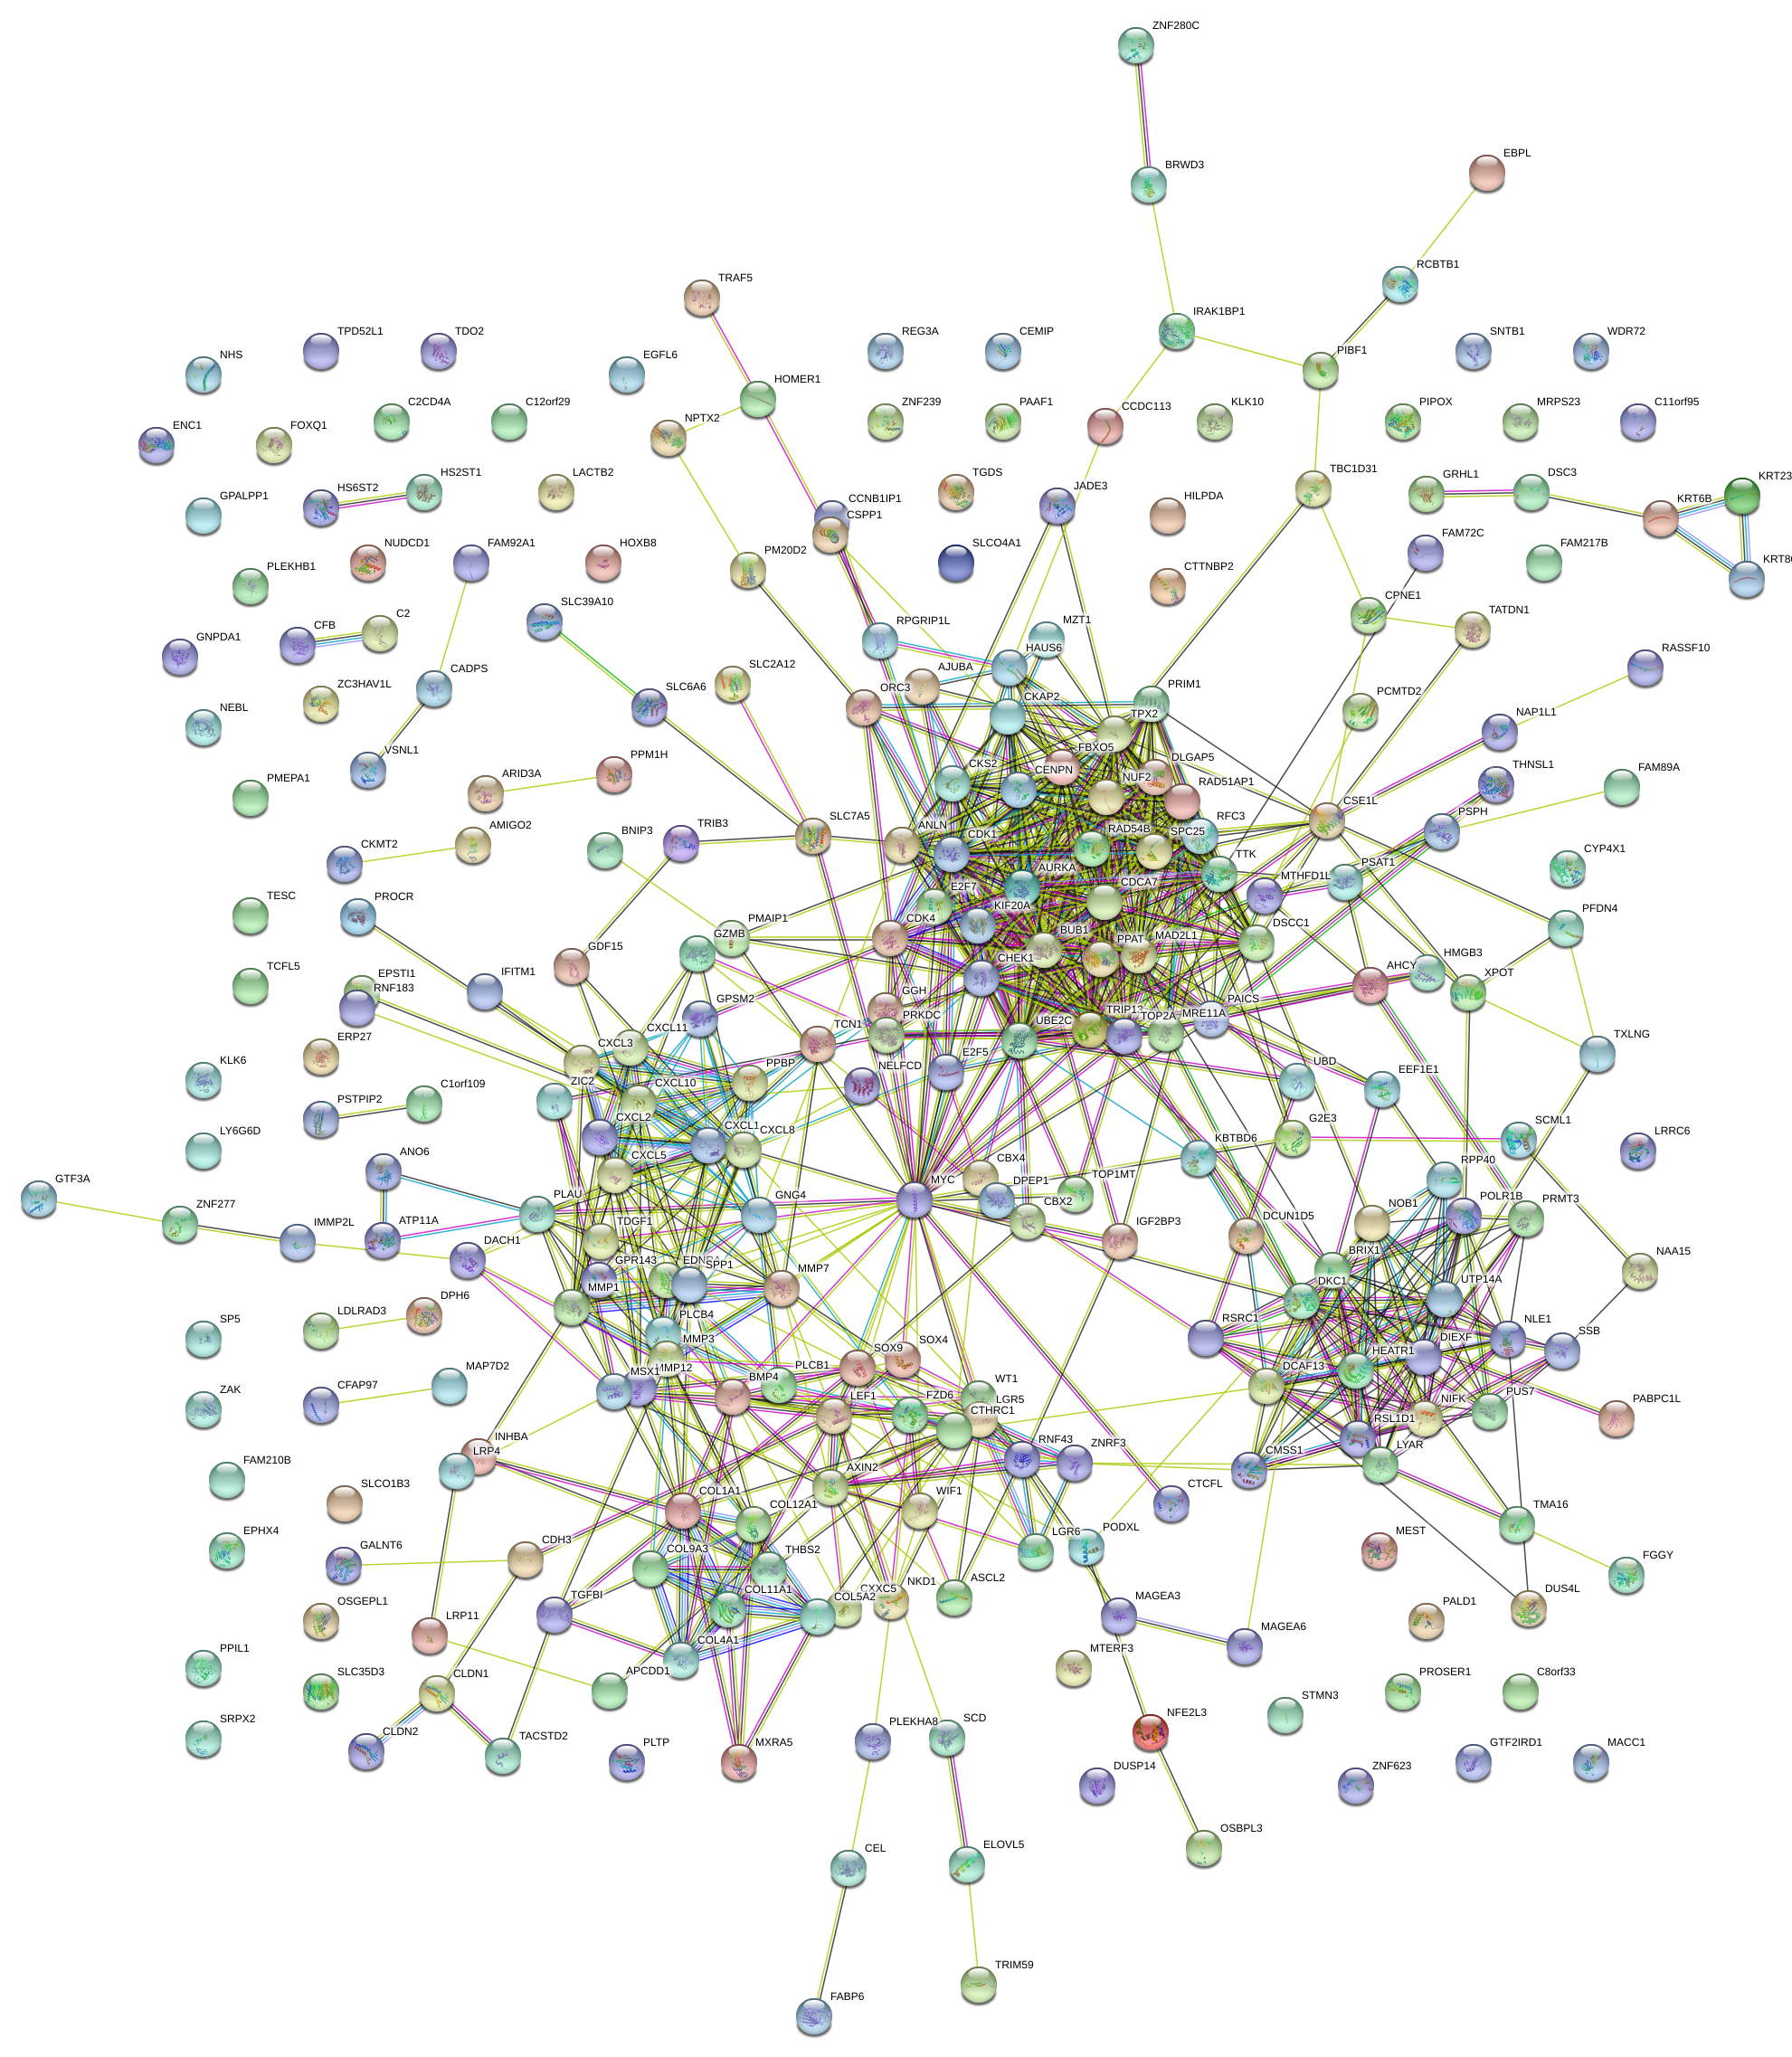 ZNF280C
BRWD3
EBPL
RCBTB1
TRAF5
IRAK1BP1
PIBF1
NHS
TPD52L1
TDO2
EGFL6
HOMER1
REG3A
CEMIP
SNTB1
WDR72
ENC1
FOXQ1
C2CD4A
C12orf29
NPTX2
ZNF239
PAAF1
CCDC113
KLK10
PIPOX
MRPS23
C11orf95
TBC1D31
GPALPP1
HS6ST2
HS2ST1
LACTB2
CCNB1IP1
CSPP1
TGDS
JADE3
HILPDA
GRHL1
DSC3
KRT6B
KRT23
PLEKHB1
NUDCD1
FAM92A1
HOXB8
PM20D2
SLCO4A1
CTTNBP2
FAM72C
FAM217B
KRT80
GNPDA1
CFB
C2
SLC39A10
RPGRIP1L
MZT1
HAUS6
CPNE1
TATDN1
NEBL
ZC3HAV1L
CADPS
SLC6A6
SLC2A12
ORC3
AJUBA
CKAP2
PRIM1
TPX2
PCMTD2
RASSF10
NAP1L1
PMEPA1
VSNL1
ARID3A
PPM1H
CKS2
CENPN
FBXO5
NUF2
DLGAP5
RAD51AP1
CSE1L
THNSL1
FAM89A
CKMT2
AMIGO2
BNIP3
TRIB3
SLC7A5
ANLN
CDK1
RAD54B
SPC25
RFC3
TTK
PSPH
CYP4X1
TESC
PROCR
AURKA
E2F7
KIF20A
CDCA7
MTHFD1L
PSAT1
PFDN4
TCFL5
EPSTI1
RNF183
IFITM1
GDF15
GZMB
PMAIP1
CDK4
CHEK1
BUB1
PPAT
MAD2L1
DSCC1
AHCY
HMGB3
XPOT
ERP27
CXCL3
CXCL11
GPSM2
TCN1
GGH
PRKDC
UBE2C
TRIP13
TOP2A
MRE11A
PAICS
TXLNG
KLK6
PSTPIP2
C1orf109
ZIC2
CXCL10
PPBP
NELFCD
E2F5
UBD
EEF1E1
LY6G6D
CXCL2
CXCL1
CXCL8
G2E3
SCML1
LRRC6
GTF3A
ANO6
CXCL5
CBX4
DPEP1
TOP1MT
KBTBD6
RPP40
ZNF277
IMMP2L
ATP11A
PLAU
MYC
GNG4
CBX2
IGF2BP3
DCUN1D5
NOB1
POLR1B
PRMT3
DACH1
TDGF1
GPR143
SPP1
MMP7
BRIX1
NAA15
SP5
LDLRAD3
DPH6
MMP1
PLCB4
DKC1
UTP14A
NLE1
SSB
ZAK
CFAP97
MAP7D2
MMP3
MMP12
MSX1
BMP4
PLCB1
SOX9
SOX4
RSRC1
DCAF13
HEATR1
DIEXF
NIFK
PUS7
PABPC1L
LEF1
FZD6
WT1
LGR5
CTHRC1
FAM210B
SLCO1B3
INHBA
LRP4
RNF43
ZNRF3
CMSS1
RSL1D1
LYAR
AXIN2
COL1A1
COL12A1
WIF1
CTCFL
TMA16
EPHX4
GALNT6
CDH3
COL9A3
THBS2
LGR6
PODXL
MEST
FGGY
OSGEPL1
TGFBI
COL11A1
CXXC5
COL5A2
NKD1
ASCL2
MAGEA3
PALD1
DUS4L
PPIL1
SLC35D3
LRP11
COL4A1
MTERF3
MAGEA6
SRPX2
CLDN1
APCDD1
PROSER1
C8orf33
CLDN2
TACSTD2
PLTP
MXRA5
PLEKHA8
SCD
NFE2L3
STMN3
DUSP14
ZNF623
GTF2IRD1
MACC1
CEL
ELOVL5
OSBPL3
TRIM59
FABP6